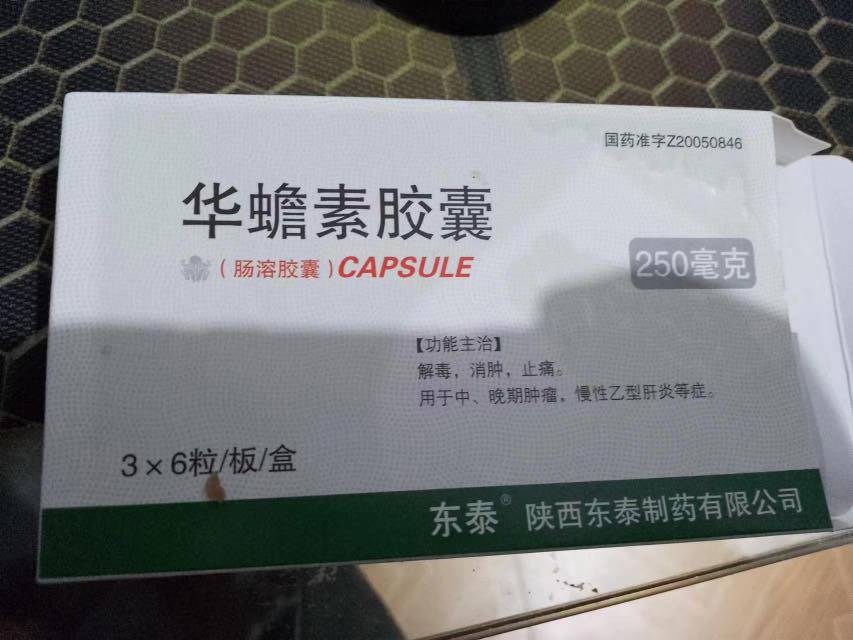 国药准字Z20050846
华蟾素胶囊
(肠溶胶囊)CAPSULE
250毫克
【功能主治】
解毒,消肿,止痛。
用于中、晚期肿瘤,慢性乙型肝炎等症。
3×6粒/板/盒
东泰® 陕西东泰制药有限公司